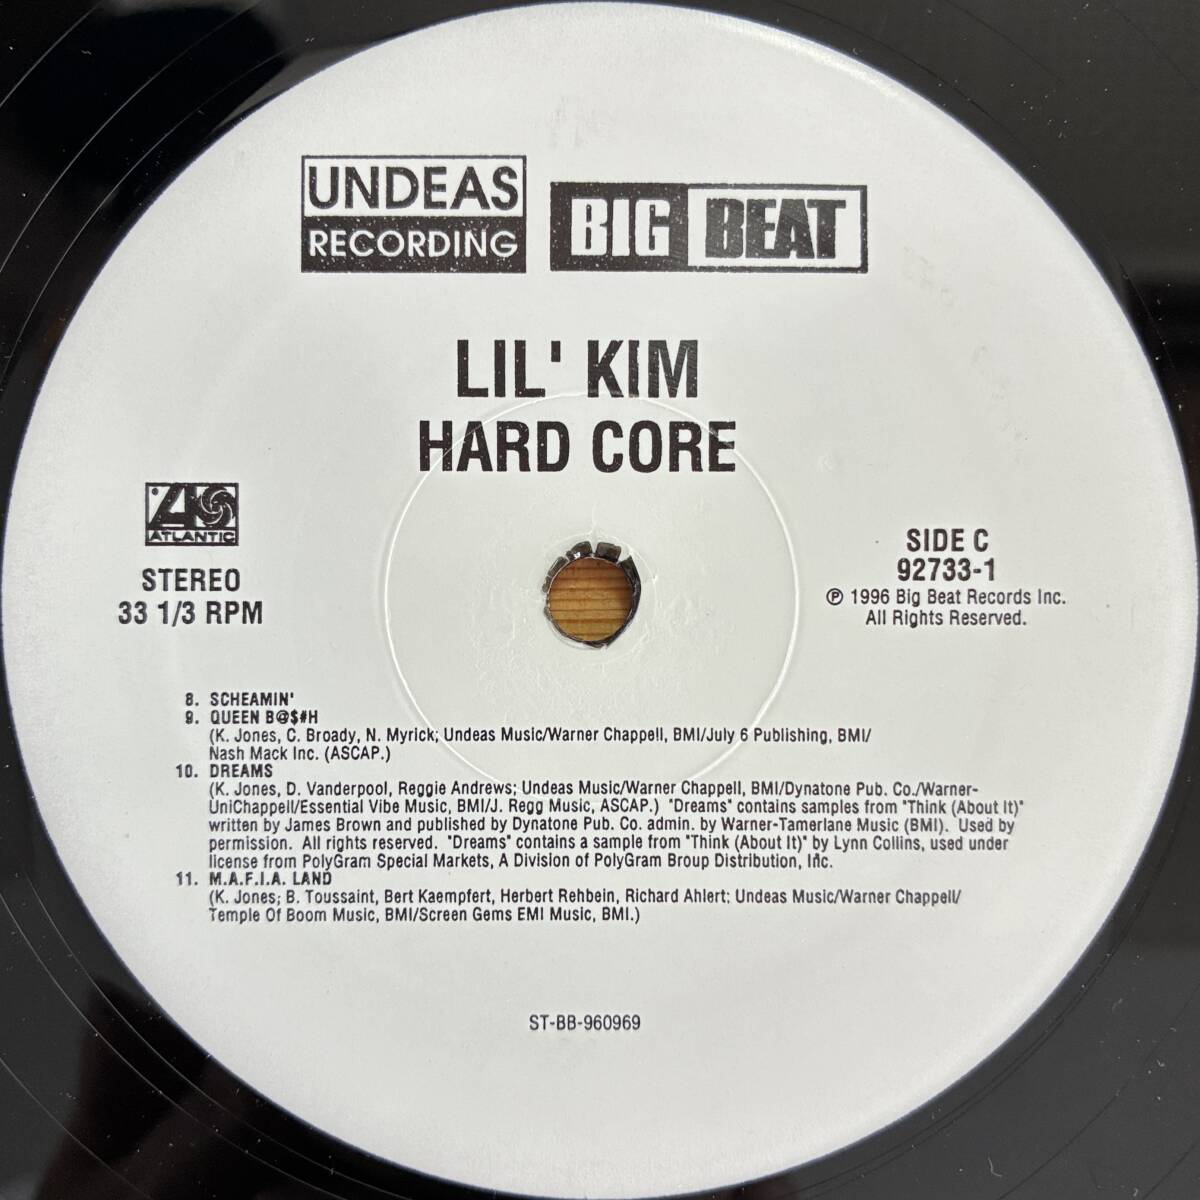 UNDEAS
RECORDING
BIG BEAT
LIL' KIM
HARD CORE
ATLANTIC
STEREO
33 1/3 RPM
SIDE C
92733-1
℗ 1996 Big Beat Records Inc.
All Rights Reserved.
8. SCHEAMIN'
9. QUEEN B@$#H
(K. Jones, C. Broady, N. Myrick; Undeas Music/Warner Chappell, BMI/July 6 Publishing, BMI/
Nash Mack Inc. (ASCAP.)
10. DREAMS
(K. Jones, D. Vanderpool, Reggie Andrews; Undeas Music/Warner Chappell, BMI/Dynatone Pub. Co./Warner-
UniChappell/Essential Vibe Music, BMI/J. Regg Music, ASCAP.) "Dreams" contains samples from "Think (About It)"
written by James Brown and published by Dynatone Pub. Co. admin. by Warner-Tamerlane Music (BMI). Used by
permission. All rights reserved. "Dreams" contains a sample from "Think (About It)" by Lynn Collins, used under
license from PolyGram Special Markets, A Division of PolyGram Broup Distribution, Inc.
11. M.A.F.I.A. LAND
(K. Jones; B. Toussaint, Bert Kaempfert, Herbert Rehbein, Richard Ahlert; Undeas Music/Warner Chappell/
Temple Of Boom Music, BMI/Screen Gems EMI Music, BMI.)
ST-BB-960969